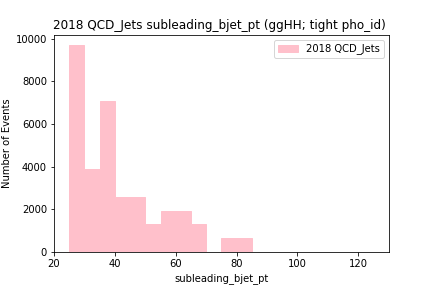 2018 QCD_Jets subleading_bjet_pt (ggHH; tight pho_id)
2018 QCD_Jets
Number of Events
10000
8000
6000
4000
2000
0
20 40 60 80 100 120
subleading_bjet_pt